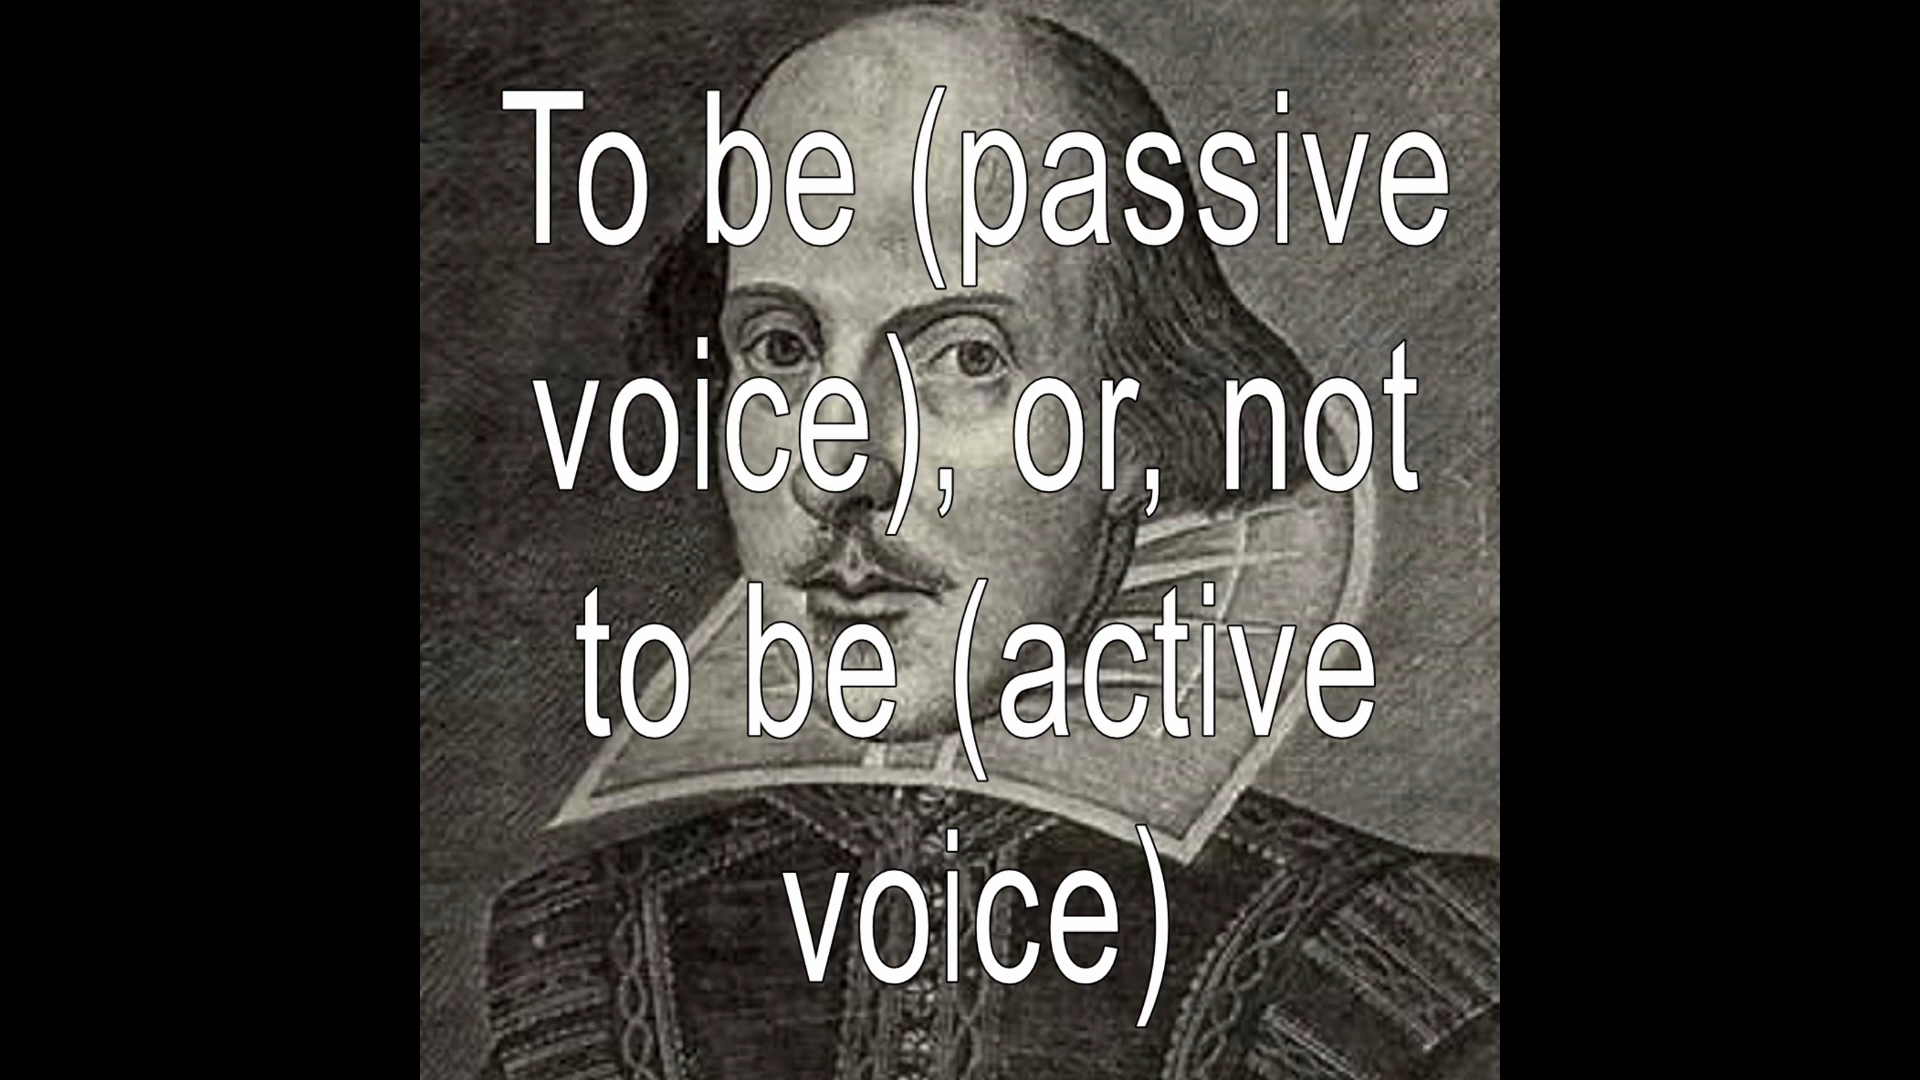 To be (passive
voice), or, not
to be (active
voice)